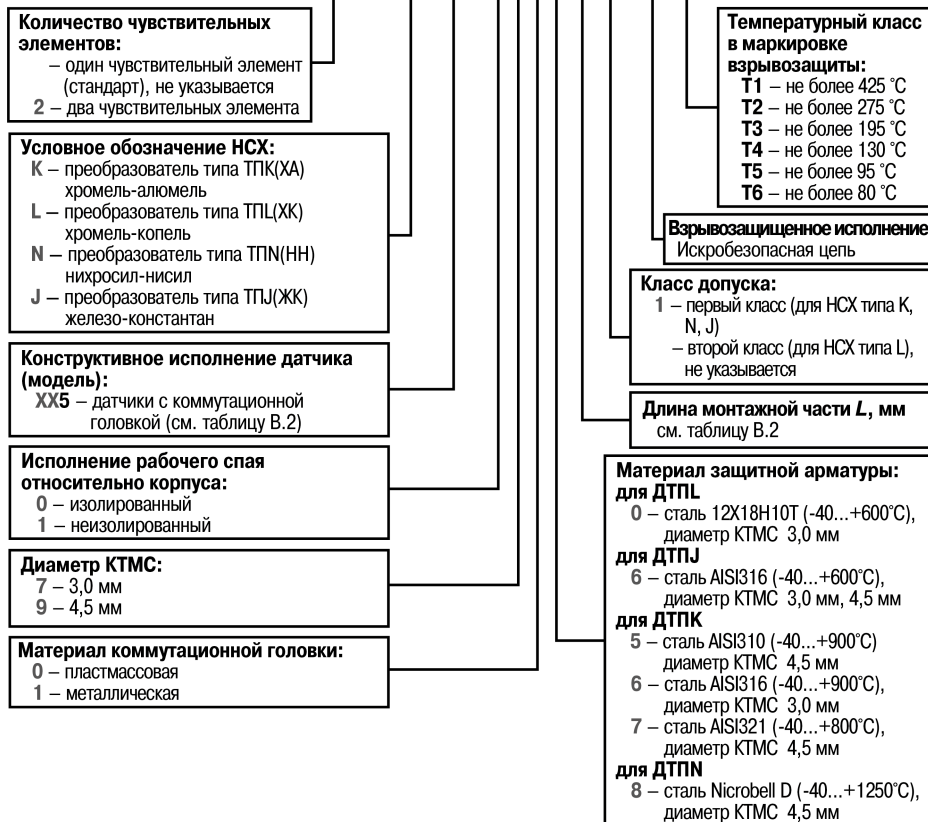 Количество чувствительных
элементов:
– один чувствительный элемент
(стандарт), не указывается
2 – два чувствительных элемента
Условное обозначение НСХ:
K – преобразователь типа ТПK(ХА)
хромель-алюмель
L – преобразователь типа ТПL(ХК)
хромель-копель
N – преобразователь типа ТПN(НН)
нихросил-нисил
J – преобразователь типа ТПJ(ЖК)
железо-константан
Конструктивное исполнение датчика
(модель):
XX5 – датчики с коммутационной
головкой (см. таблицу В.2)
Исполнение рабочего спая
относительно корпуса:
0 – изолированный
1 – неизолированный
Диаметр КТМС:
7 – 3,0 мм
9 – 4,5 мм
Материал коммутационной головки:
0 – пластмассовая
1 – металлическая
Температурный класс
в маркировке
взрывозащиты:
T1 – не более 425 °С
T2 – не более 275 °С
T3 – не более 195 °С
T4 – не более 130 °С
T5 – не более 95 °С
T6 – не более 80 °С
Взрывозащищенное исполнение
Искробезопасная цепь
Класс допуска:
1 – первый класс (для НСХ типа K,
N, J)
– второй класс (для НСХ типа L),
не указывается
Длина монтажной части L, мм
см. таблицу В.2
Материал защитной арматуры:
для ДТПL
0 – сталь 12Х18Н10Т (-40...+600°С),
диаметр КТМС 3,0 мм
для ДТПJ
6 – сталь AISI316 (-40...+600°С),
диаметр КТМС 3,0 мм, 4,5 мм
для ДТПK
5 – сталь AISI310 (-40...+900°С)
диаметр КТМС 4,5 мм
6 – сталь AISI316 (-40...+900°С),
диаметр КТМС 3,0 мм
7 – сталь AISI321 (-40...+800°С),
диаметр КТМС 4,5 мм
для ДТПN
8 – сталь Nicrobell D (-40...+1250°С),
диаметр КТМС 4,5 мм